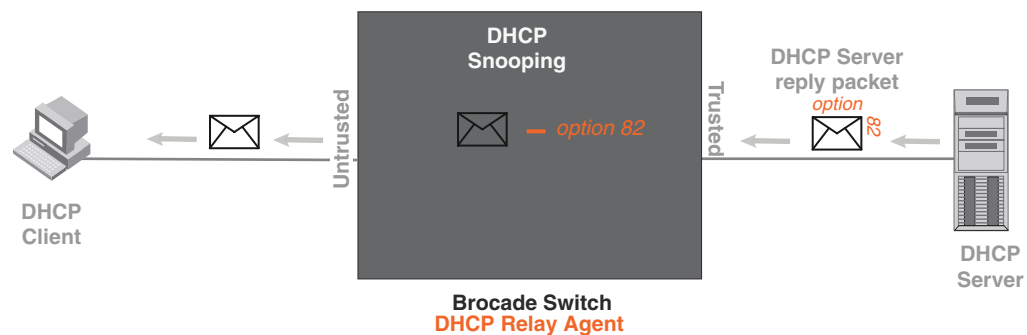 DHCP
Snooping
DHCP Server
reply packet
option
82
Untrusted
Trusted
– option 82
DHCP
Client
DHCP
Server
Brocade Switch
DHCP Relay Agent